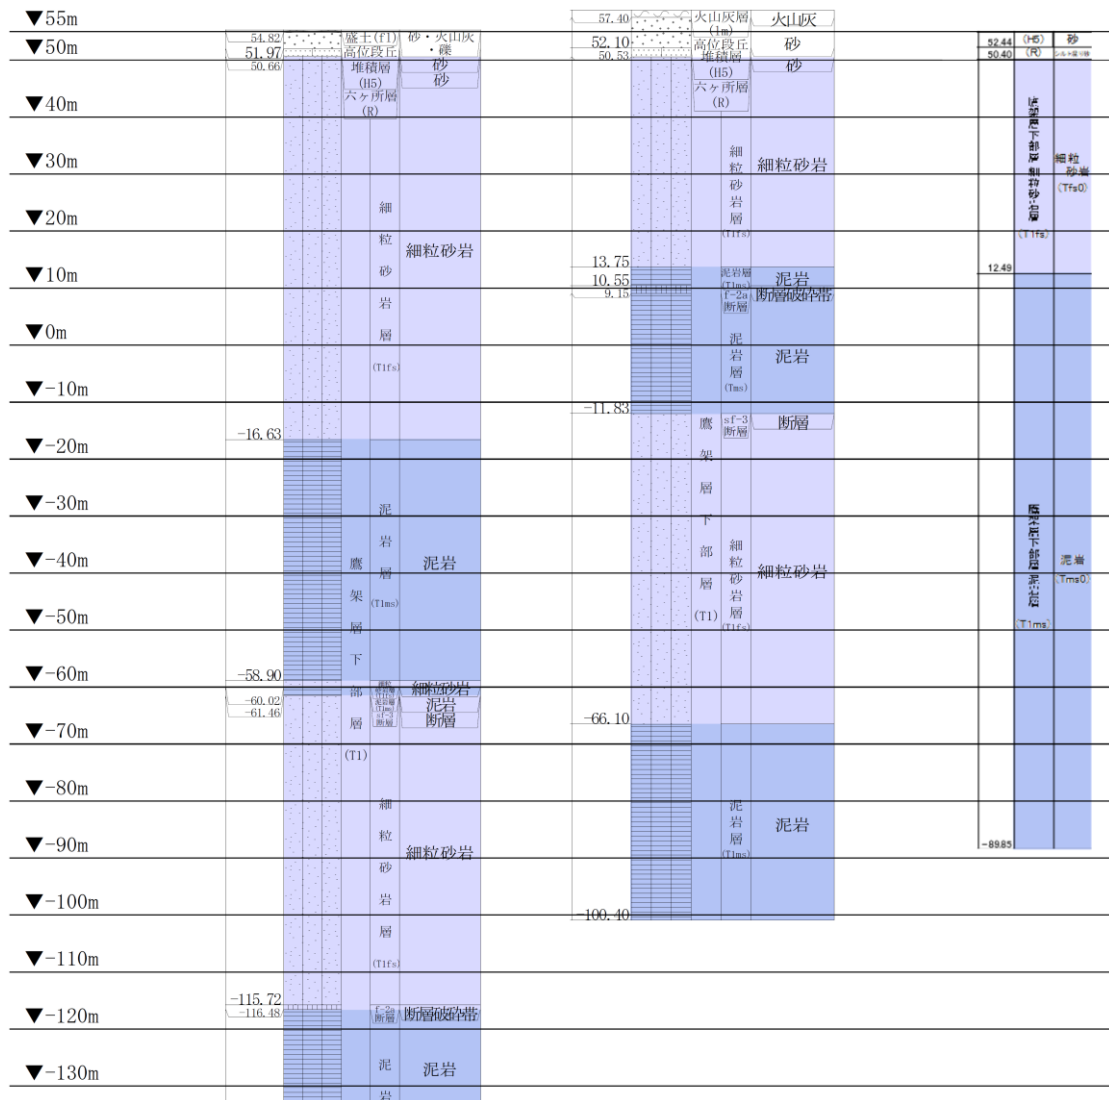 ▼55m
▼50m
▼40m
▼30m
▼20m
▼10m
▼0m
▼-10m
▼-20m
▼-30m
▼-40m
▼-50m
▼-60m
▼-70m
▼-80m
▼-90m
▼-100m
▼-110m
▼-120m
▼-130m
54.82
51.97
50.66
-16.63
-58.90
-60.02
-61.46
-115.72
-116.48
盛土(f1)
高位段丘
堆積層
(H5)
六ヶ所層
(R)
鷹架層下部層
(T1)
細粒砂岩層
(T1fs)
泥岩層
(T1ms)
泥岩層
(T1ms)
sf-3
断層
細粒砂岩層
(T1fs)
f-2a
断層
泥岩
砂・火山灰
・礫
砂
砂
細粒砂岩
泥岩
細粒砂岩
泥岩
断層
細粒砂岩
断層破砕帯
泥岩
57.40
52.10
50.53
13.75
10.55
9.15
-11.83
-66.10
-100.40
火山灰層
(lm)
高位段丘
堆積層
(H5)
六ヶ所層
(R)
鷹架層下部層
(T1)
細粒砂岩層
(T1fs)
泥岩層
(T1ms)
f-2a
断層
泥岩層
(Tms)
sf-3
断層
細粒砂岩層
(T1fs)
泥岩層
(T1ms)
火山灰
砂
砂
細粒砂岩
泥岩
断層破砕帯
泥岩
断層
細粒砂岩
泥岩
52.44
50.40
12.49
-89.85
(H5)
(R)
(T1fs)
(T1ms)
砂
細粒
砂岩
(Tfs0)
泥岩
(Tms0)